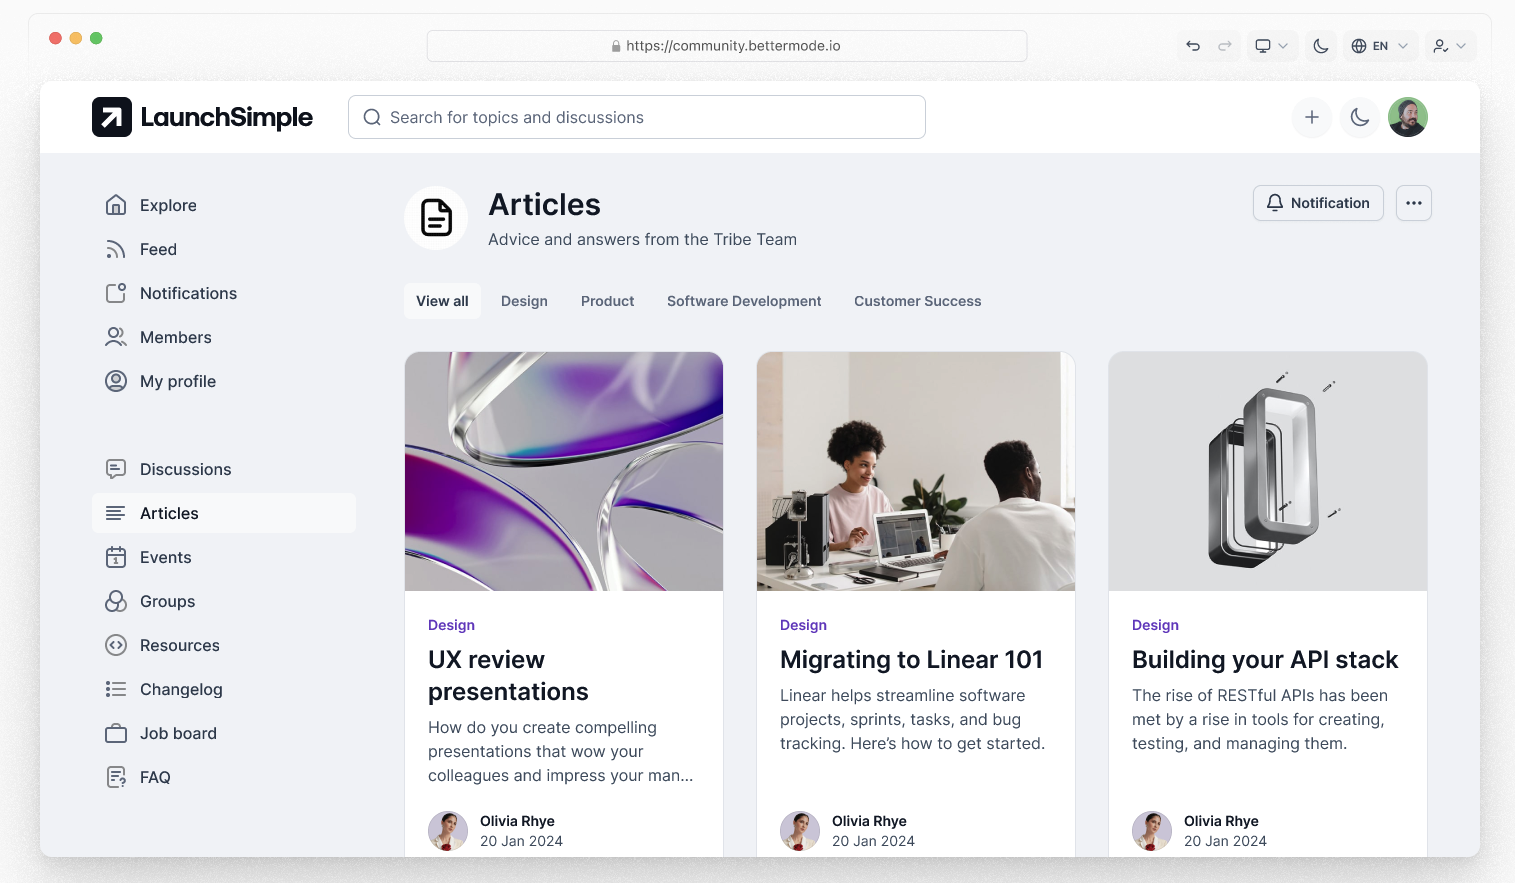 https://community.bettermode.io
EN
LaunchSimple
Search for topics and discussions
Explore
Feed
Notifications
Members
My profile
Discussions
Articles
Events
Groups
Resources
Changelog
Job board
FAQ
Articles
Advice and answers from the Tribe Team
Notification
View all
Design
Product
Software Development
Customer Success
Design
UX review
presentations
How do you create compelling
presentations that wow your
colleagues and impress your man...
Olivia Rhye
20 Jan 2024
Design
Migrating to Linear 101
Linear helps streamline software
projects, sprints, tasks, and bug
tracking. Here’s how to get started.
Olivia Rhye
20 Jan 2024
Design
Building your API stack
The rise of RESTful APIs has been
met by a rise in tools for creating,
testing, and managing them.
Olivia Rhye
20 Jan 2024